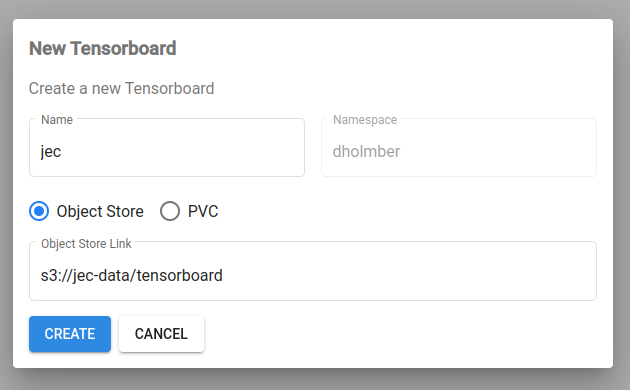 New Tensorboard
Create a new Tensorboard
Name
jec
Namespace
dholmber
Object Store
PVC
Object Store Link
s3://jec-data/tensorboard
CREATE
CANCEL